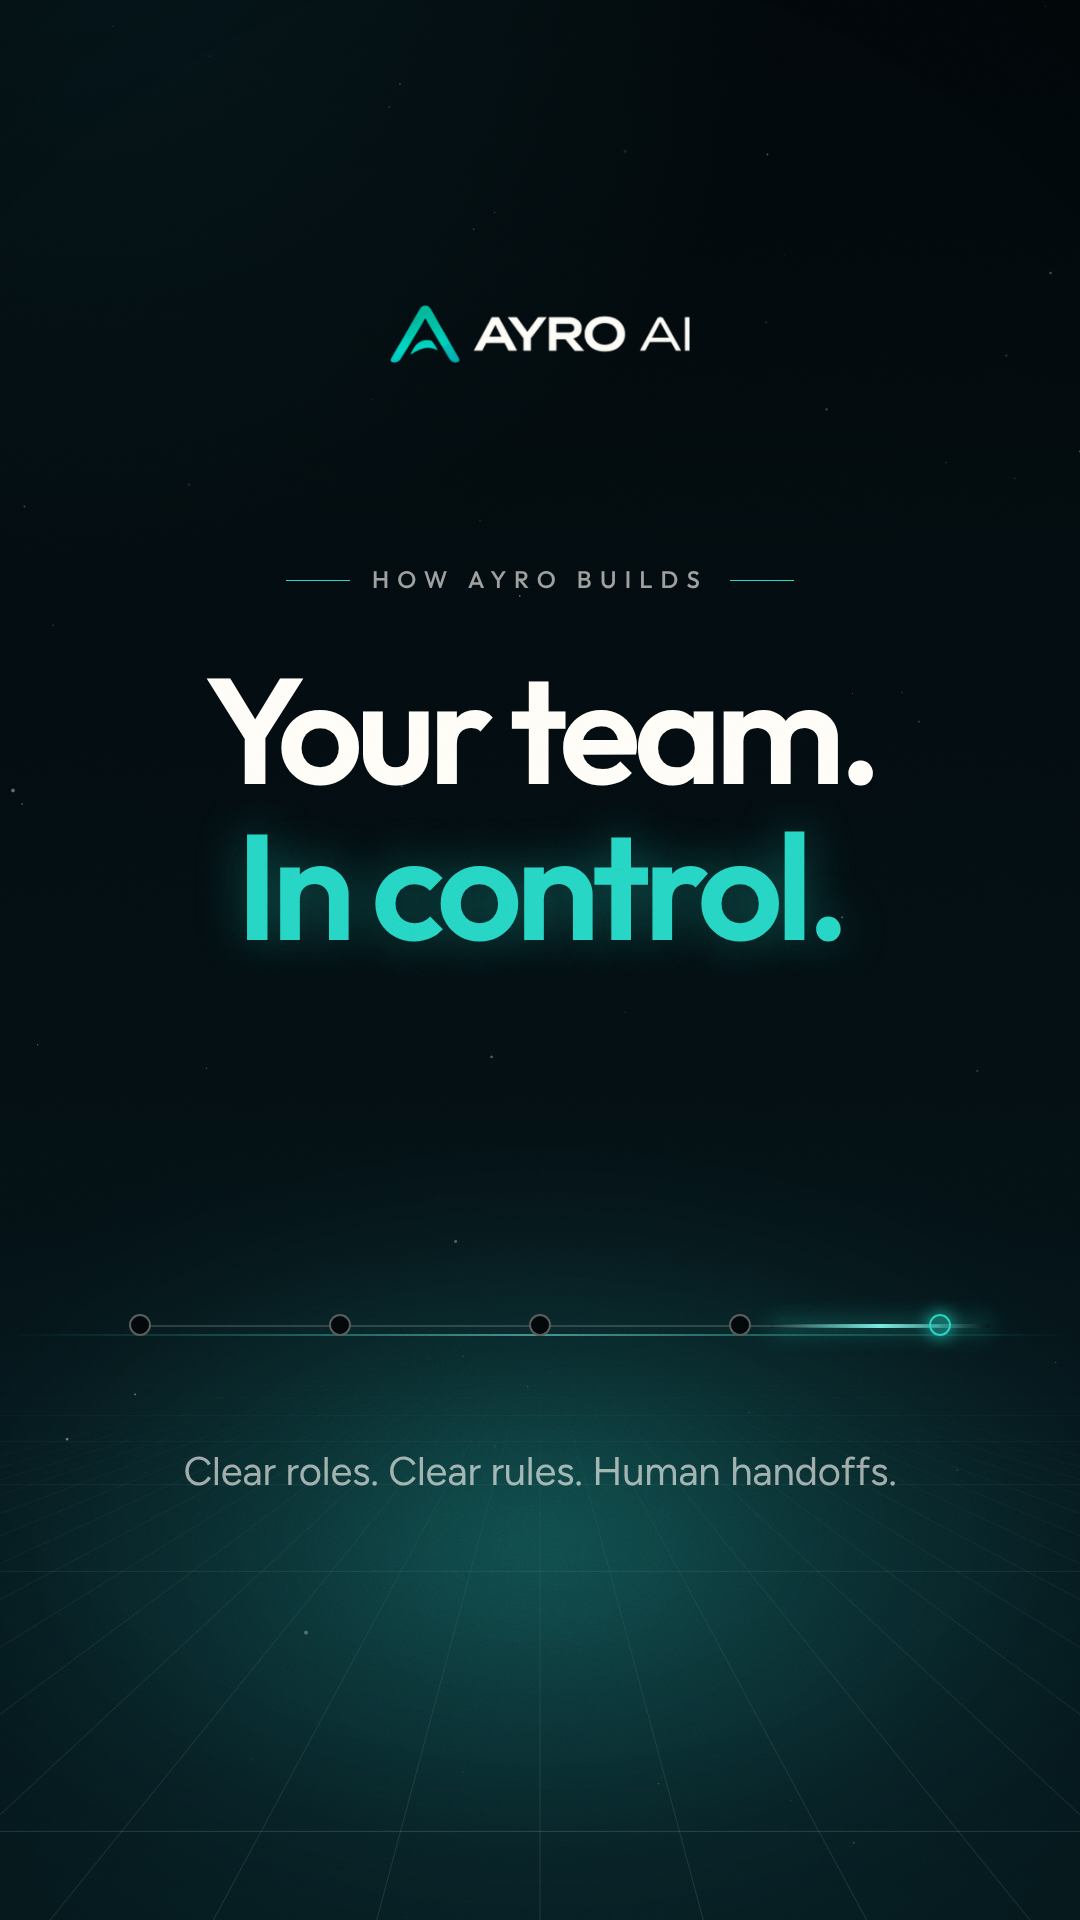 AYRO AI
HOW AYRO BUILDS
Your team.
In control.
Clear roles. Clear rules. Human handoffs.